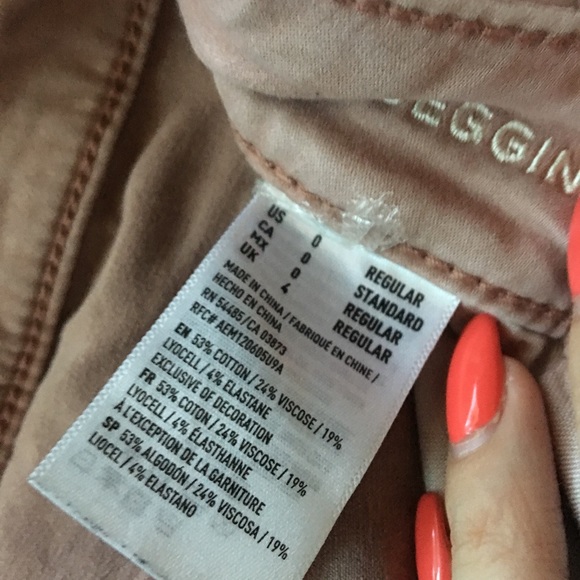 EGGIN
US 0 REGULAR
CA 0 STANDARD
MX 0 REGULAR
UK 4 REGULAR
MADE IN CHINA / FABRIQUÉ EN CHINE /
HECHO EN CHINA
RN 54485/CA 03873
RFC# AEM12060SU9A
EN 53% COTTON / 24% VISCOSE / 19%
LYOCELL / 4% ELASTANE
EXCLUSIVE OF DECORATION
FR 53% COTON / 24% VISCOSE / 19%
LYOCELL / 4% ÉLASTHANNE
À L'EXCEPTION DE LA GARNITURE
SP 53% ALGODÓN / 24% VISCOSA / 19%
LIOCEL / 4% ELASTANO